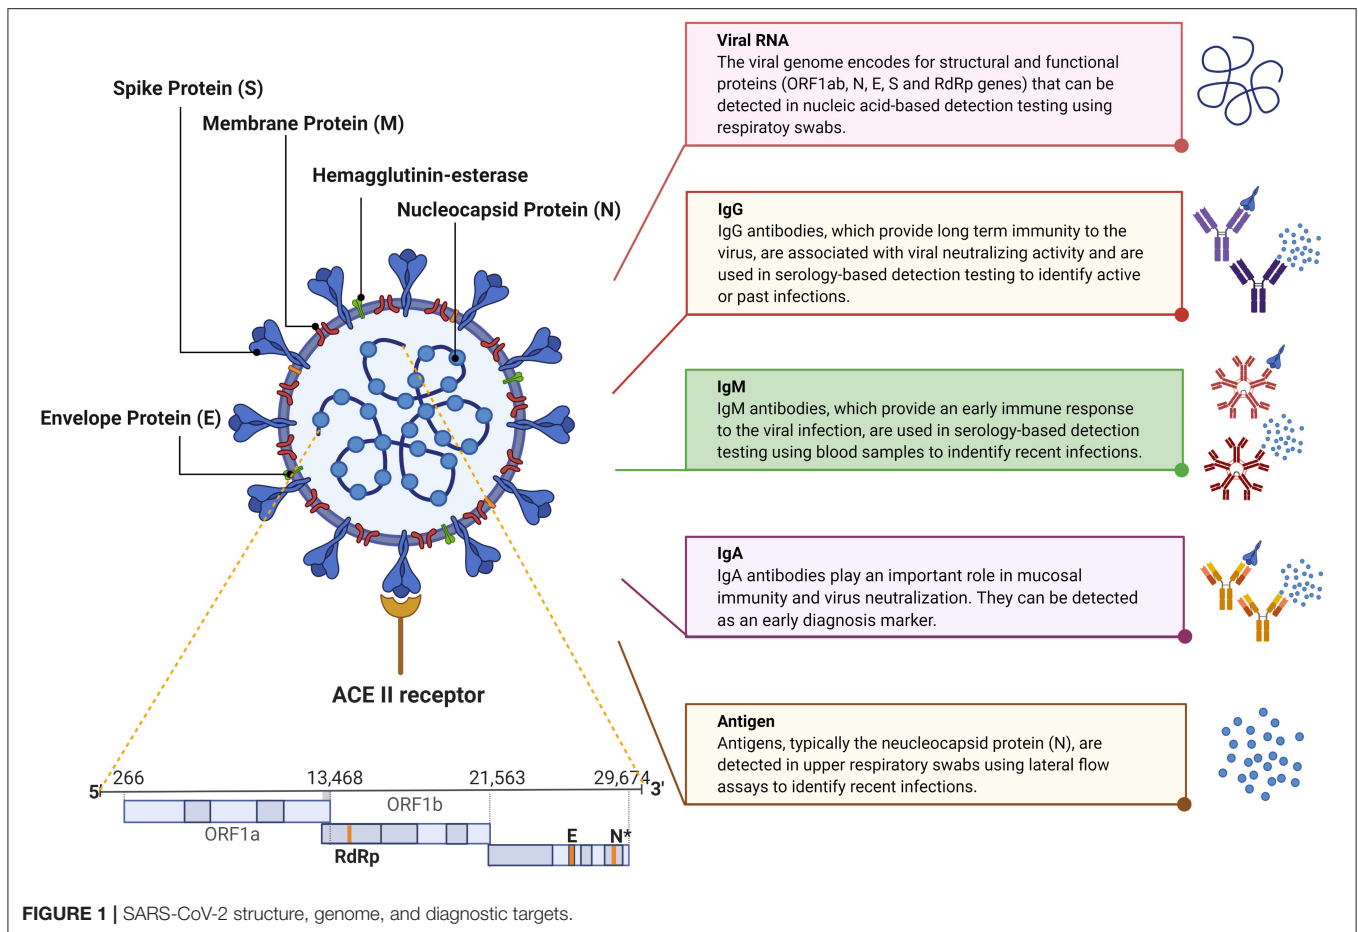 Spike Protein (S)
Membrane Protein (M)
Hemagglutinin-esterase
Nucleocapsid Protein (N)
Envelope Protein (E)
ACE II receptor
5'
266
13,468
21,563
29,674
3'
ORF1a
ORF1b
RdRp
E
N*
Viral RNA
The viral genome encodes for structural and functional
proteins (ORF1ab, N, E, S and RdRp genes) that can be
detected in nucleic acid-based detection testing using
respiratoy swabs.
IgG
IgG antibodies, which provide long term immunity to the
virus, are associated with viral neutralizing activity and are
used in serology-based detection testing to identify active
or past infections.
IgM
IgM antibodies, which provide an early immune response
to the viral infection, are used in serology-based detection
testing using blood samples to indentify recent infections.
IgA
IgA antibodies play an important role in mucosal
immunity and virus neutralization. They can be detected
as an early diagnosis marker.
Antigen
Antigens, typically the neucleocapsid protein (N), are
detected in upper respiratory swabs using lateral flow
assays to identify recent infections.
FIGURE 1 | SARS-CoV-2 structure, genome, and diagnostic targets.